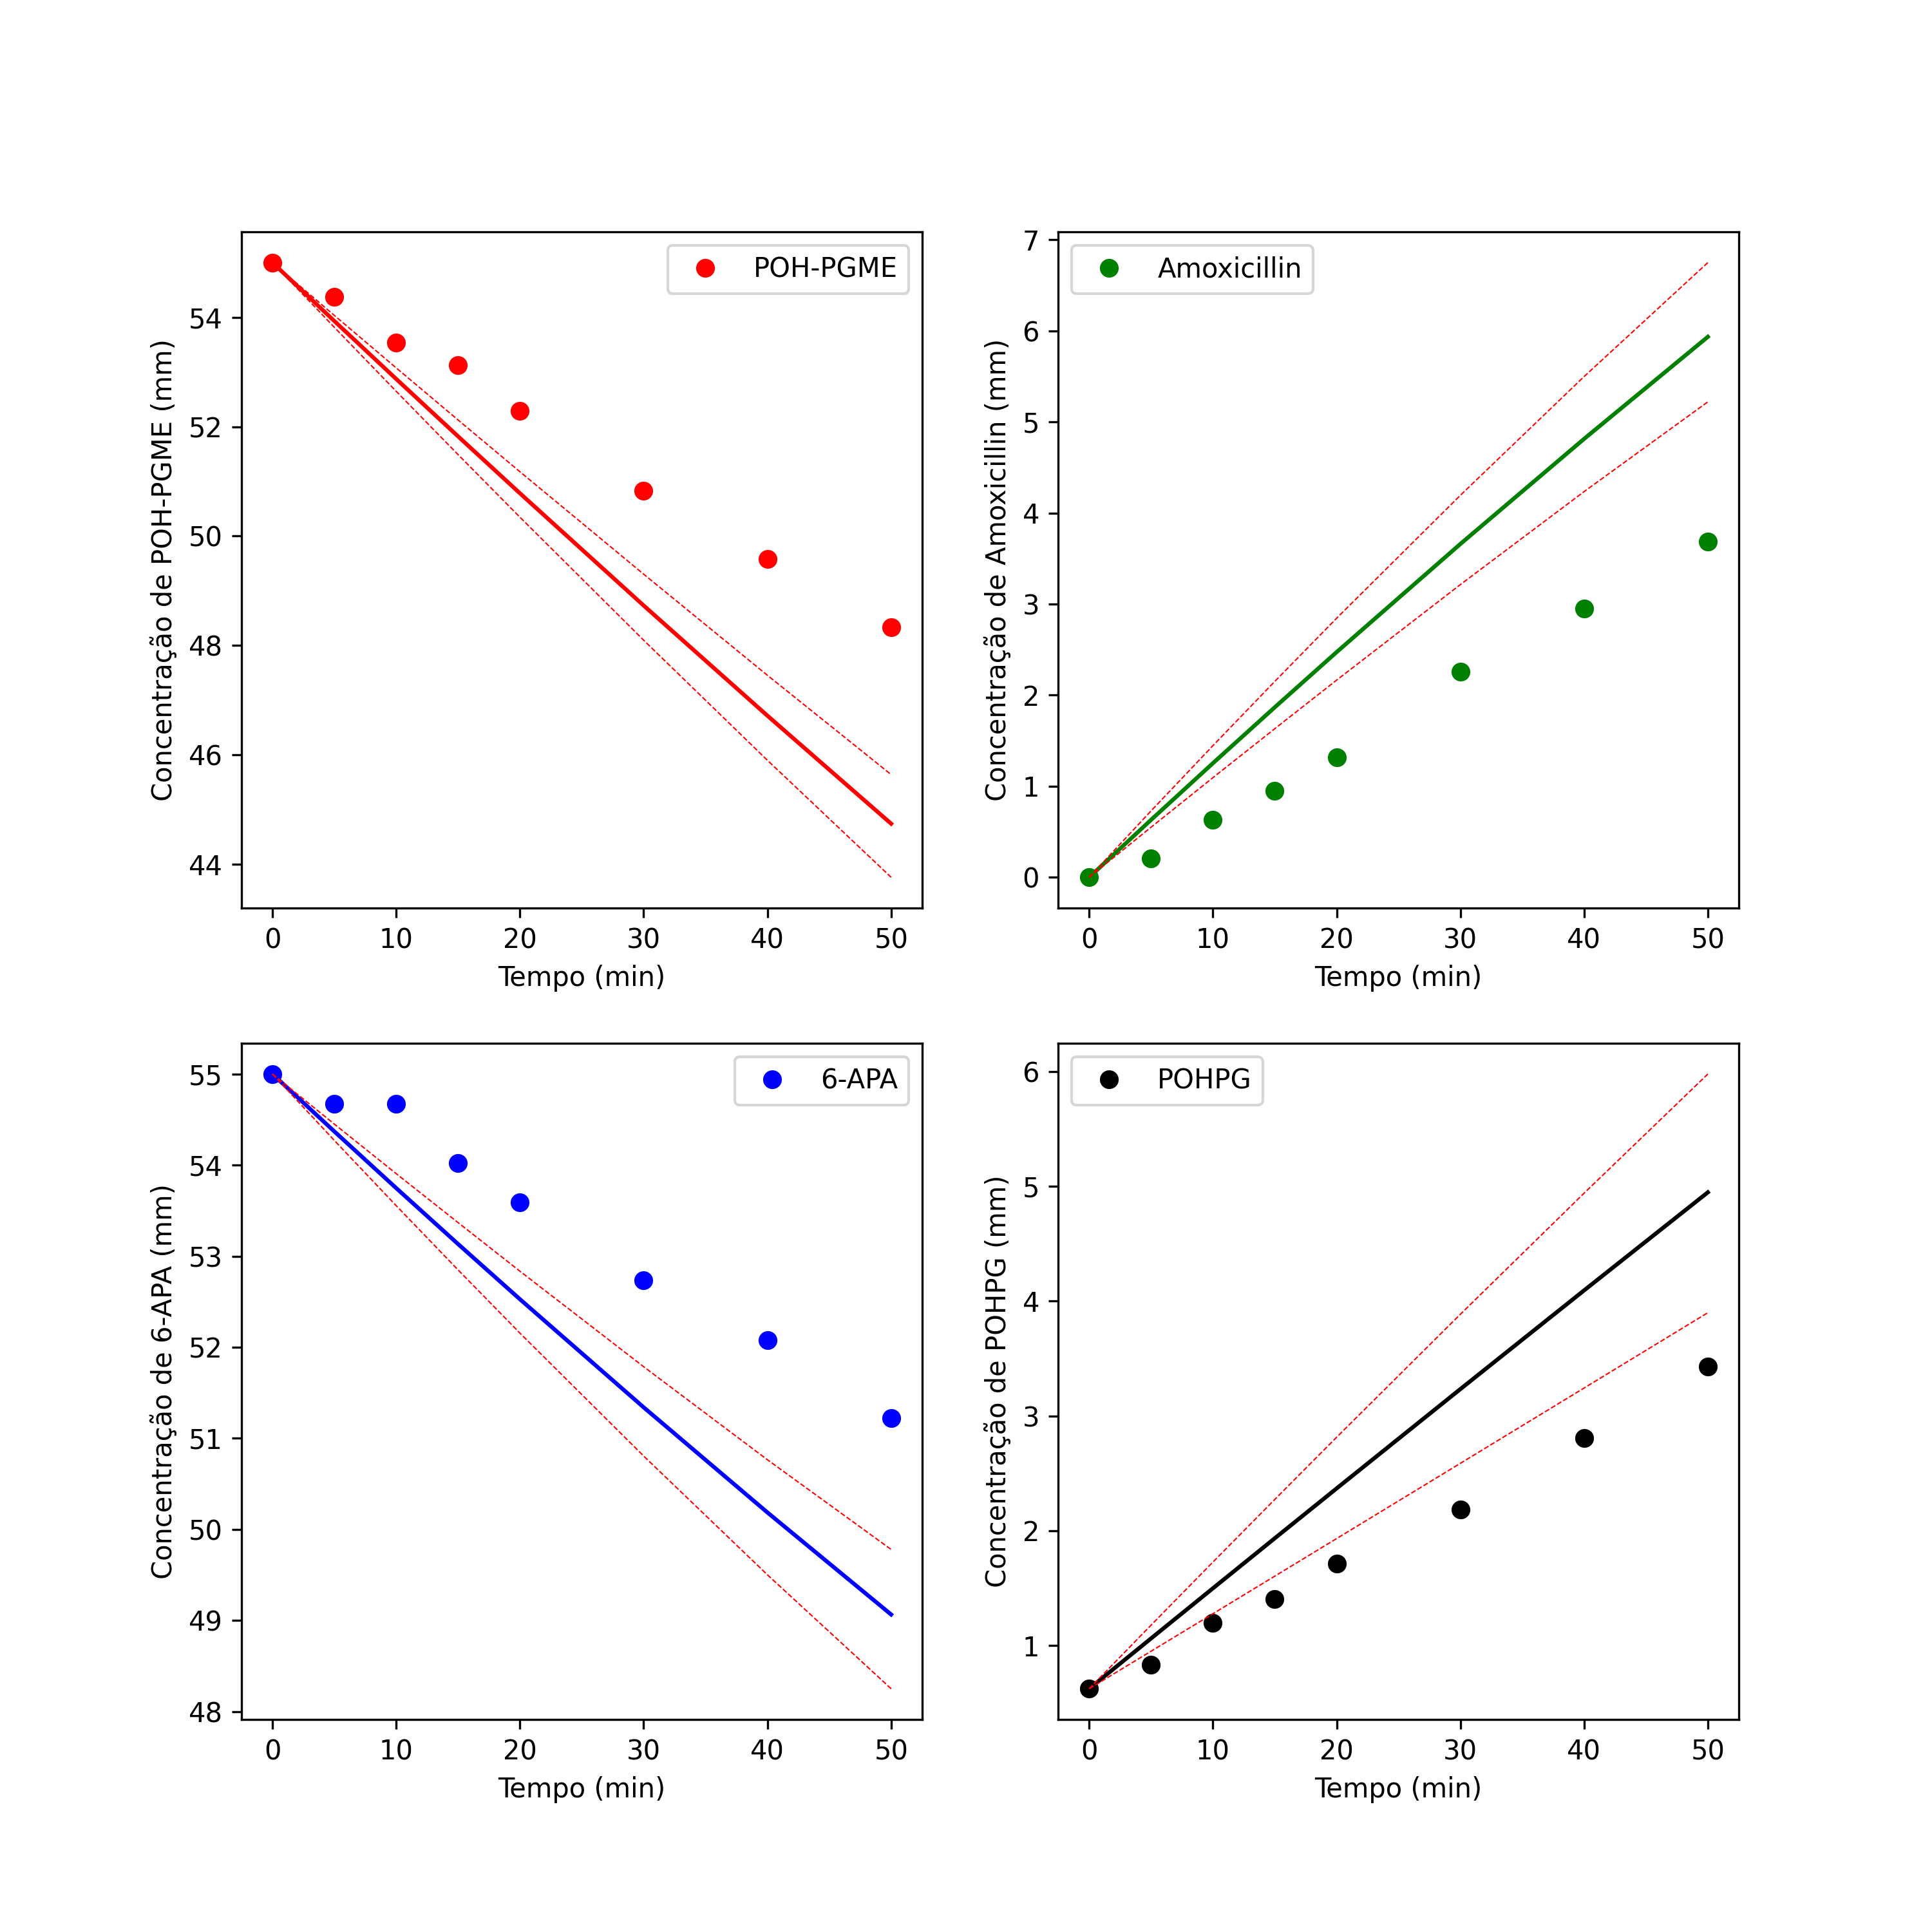 POH-PGME
Concentração de POH-PGME (mm)
54
52
50
48
46
44
0 10 20 30 40 50
Tempo (min)
Amoxicillin
Concentração de Amoxicillin (mm)
7
6
5
4
3
2
1
0
0 10 20 30 40 50
Tempo (min)
6-APA
Concentração de 6-APA (mm)
55
54
53
52
51
50
49
48
0 10 20 30 40 50
Tempo (min)
POHPG
Concentração de POHPG (mm)
6
5
4
3
2
1
0 10 20 30 40 50
Tempo (min)